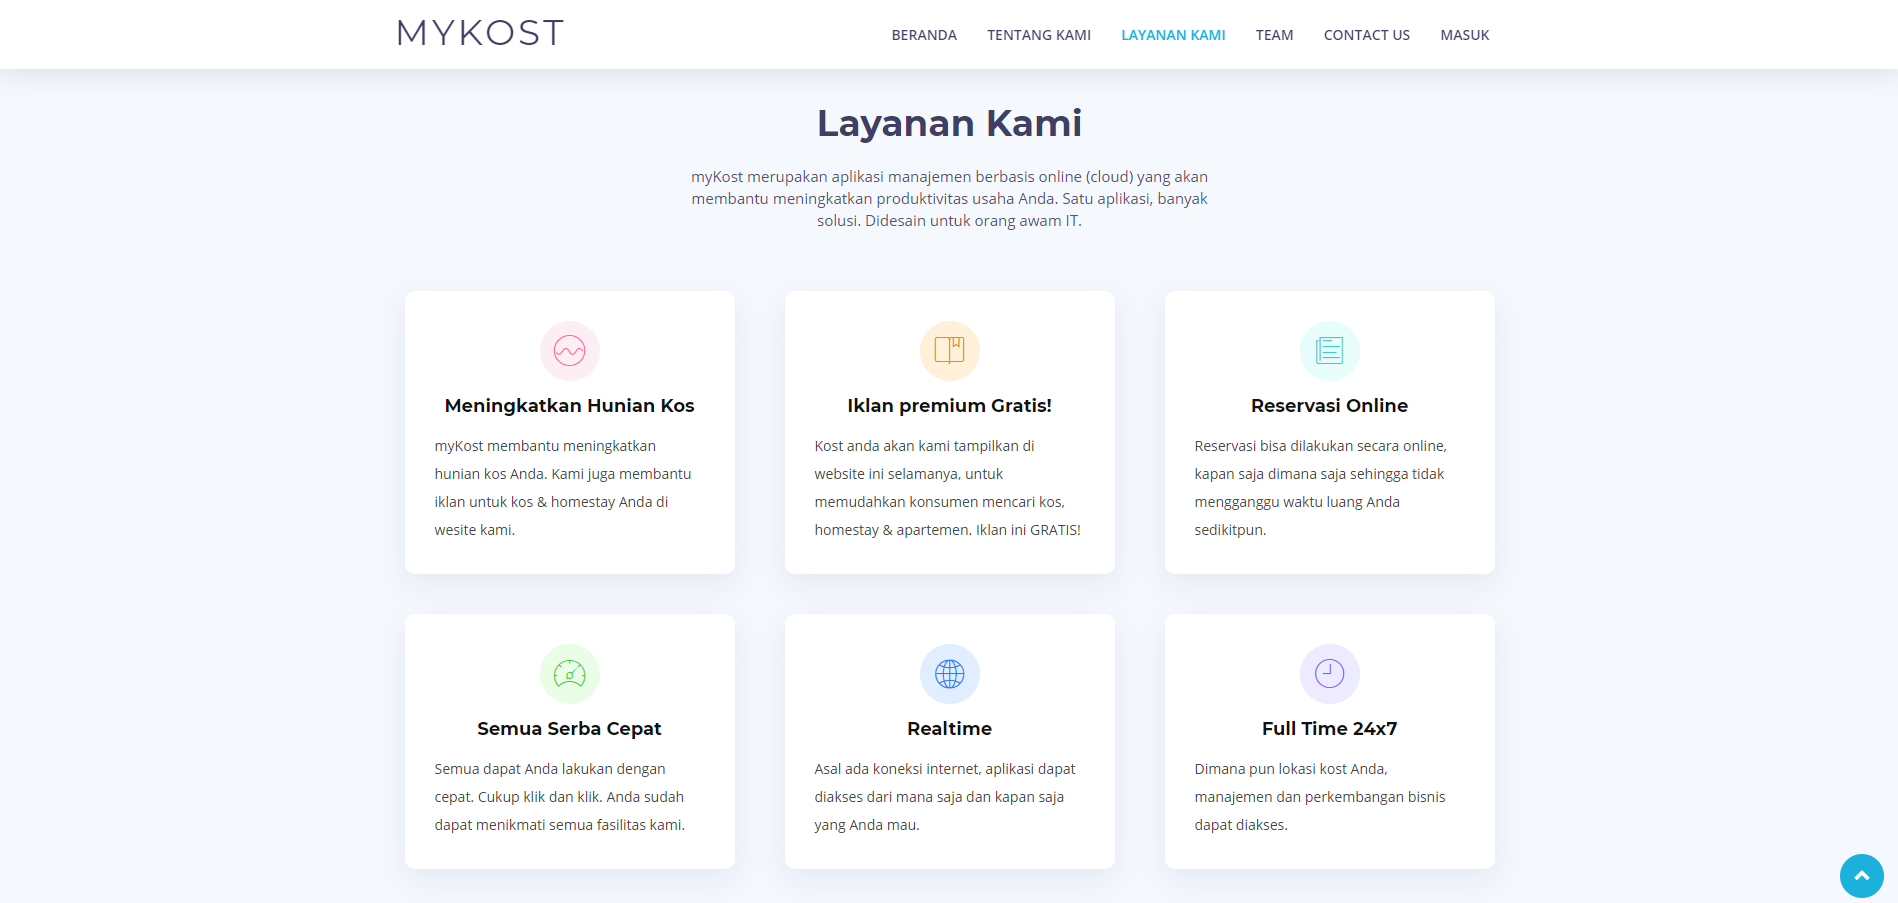 MYKOST
BERANDA TENTANG KAMI LAYANAN KAMI TEAM CONTACT US MASUK
Layanan Kami
myKost merupakan aplikasi manajemen berbasis online (cloud) yang akan
membantu meningkatkan produktivitas usaha Anda. Satu aplikasi, banyak
solusi. Didesain untuk orang awam IT.
Meningkatkan Hunian Kos
myKost membantu meningkatkan
hunian kos Anda. Kami juga membantu
iklan untuk kos & homestay Anda di
wesite kami.
Iklan premium Gratis!
Kost anda akan kami tampilkan di
website ini selamanya, untuk
memudahkan konsumen mencari kos,
homestay & apartemen. Iklan ini GRATIS!
Reservasi Online
Reservasi bisa dilakukan secara online,
kapan saja dimana saja sehingga tidak
mengganggu waktu luang Anda
sedikitpun.
Semua Serba Cepat
Semua dapat Anda lakukan dengan
cepat. Cukup klik dan klik. Anda sudah
dapat menikmati semua fasilitas kami.
Realtime
Asal ada koneksi internet, aplikasi dapat
diakses dari mana saja dan kapan saja
yang Anda mau.
Full Time 24x7
Dimana pun lokasi kost Anda,
manajemen dan perkembangan bisnis
dapat diakses.